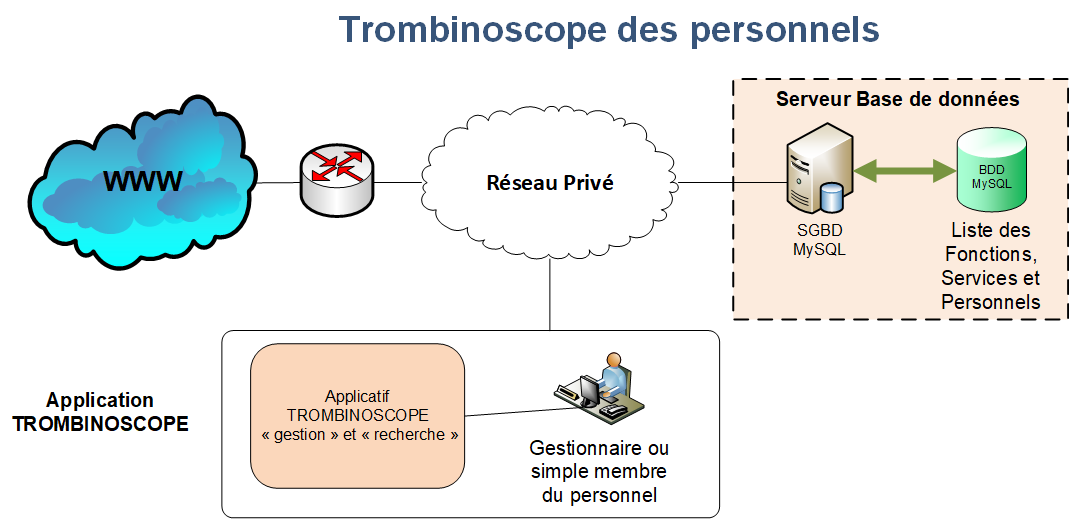 Trombinoscope des personnels
Serveur Base de données
WWW
Réseau Privé
BDD
MySQL
SGBD
MySQL
Liste des
Fonctions,
Services et
Personnels
Application
TROMBINOSCOPE
Applicatif
TROMBINOSCOPE
« gestion » et « recherche »
Gestionnaire ou
simple membre
du personnel